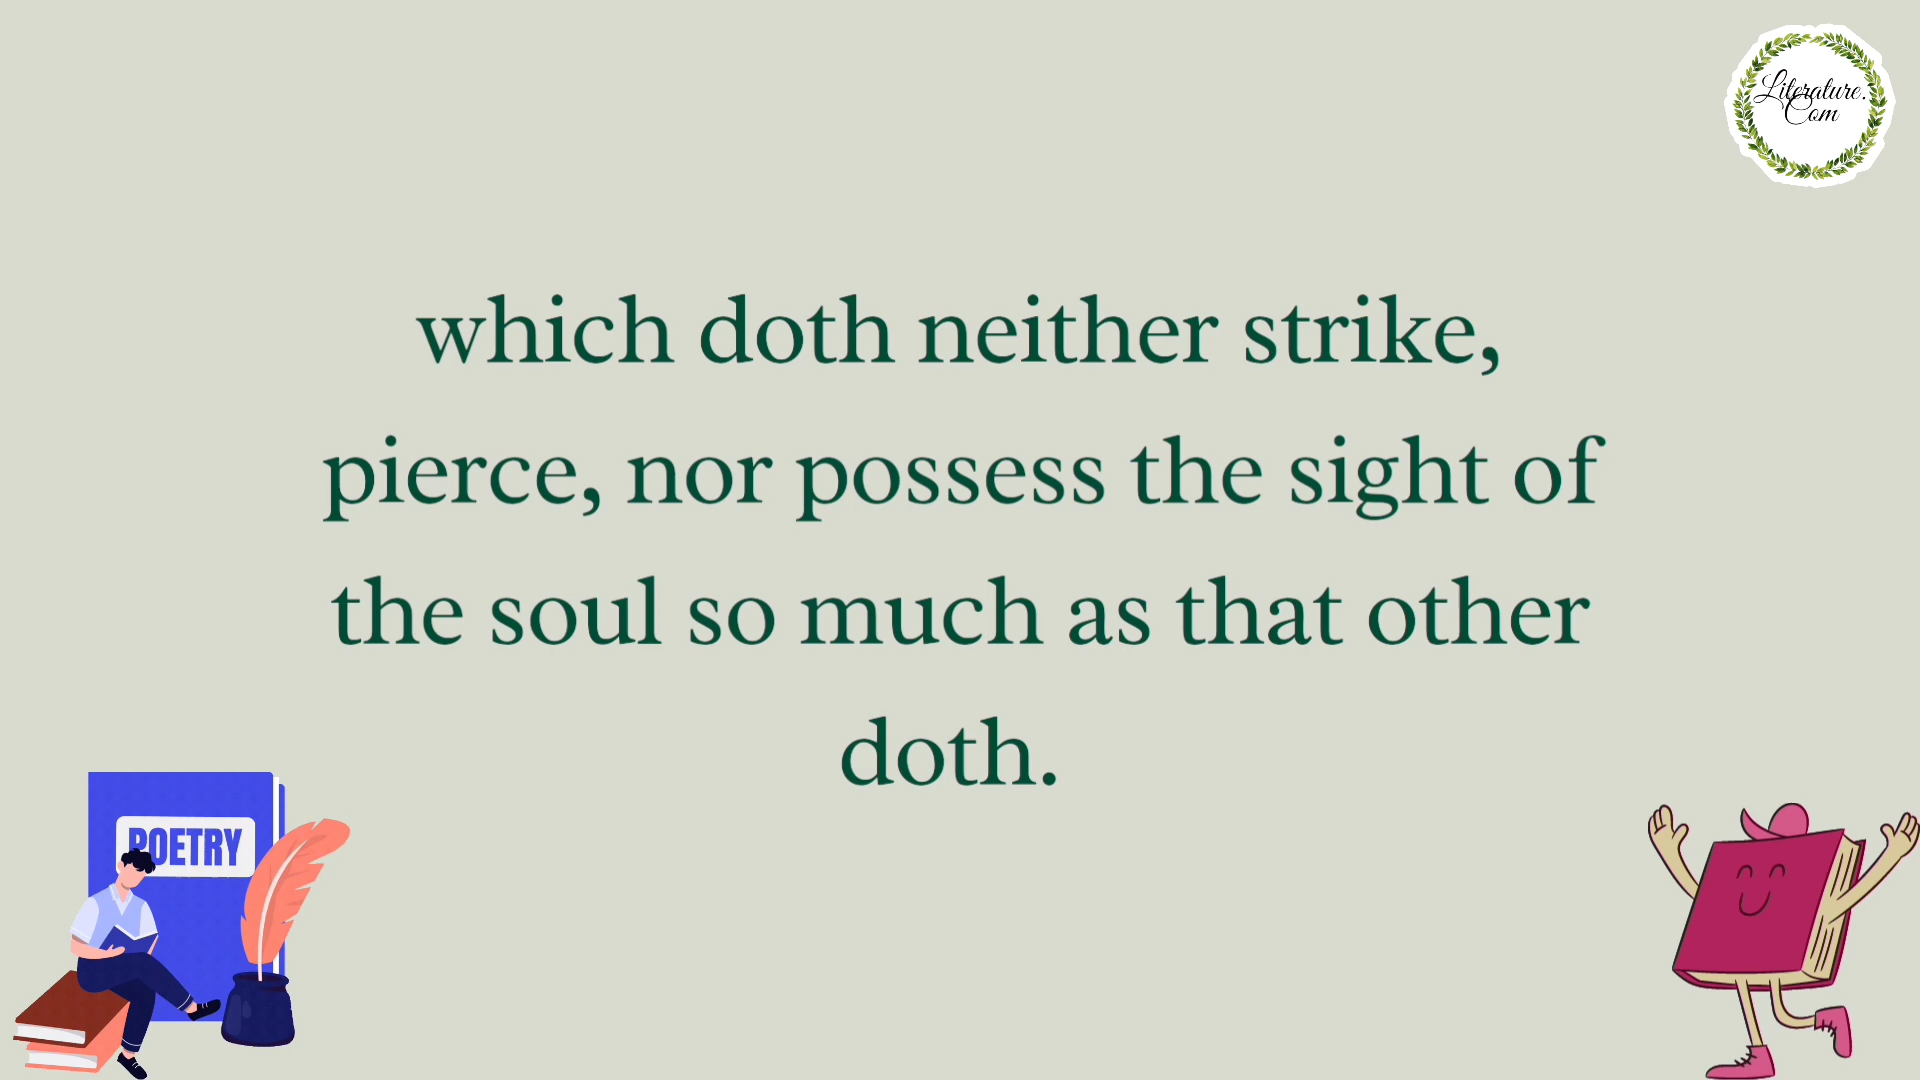 Literature.
Com
which doth neither strike,
pierce, nor possess the sight of
the soul so much as that other
doth.
POETRY